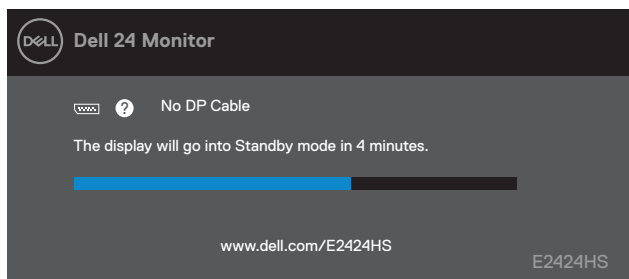 DELL Dell 24 Monitor
? No DP Cable
The display will go into Standby mode in 4 minutes.
www.dell.com/E2424HS
E2424HS